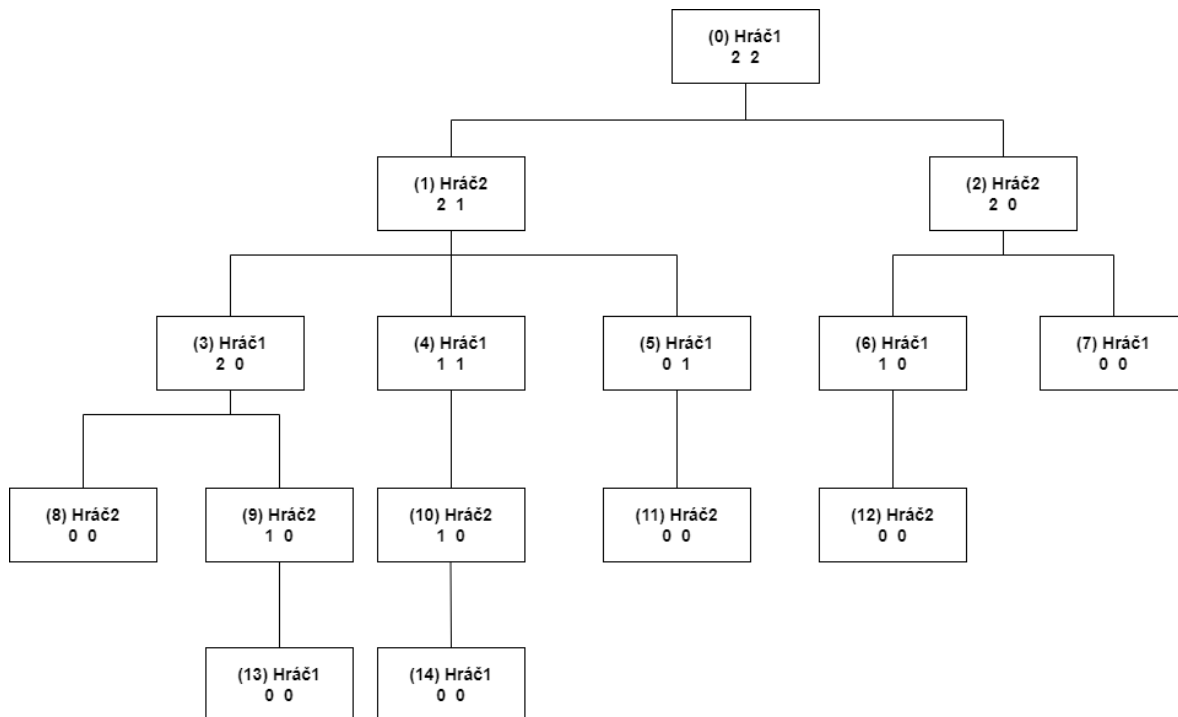 (0) Hráč1
2 2
(1) Hráč2
2 1
(2) Hráč2
2 0
(3) Hráč1
2 0
(4) Hráč1
1 1
(5) Hráč1
0 1
(6) Hráč1
1 0
(7) Hráč1
0 0
(8) Hráč2
0 0
(9) Hráč2
1 0
(10) Hráč2
1 0
(11) Hráč2
0 0
(12) Hráč2
0 0
(13) Hráč1
0 0
(14) Hráč1
0 0